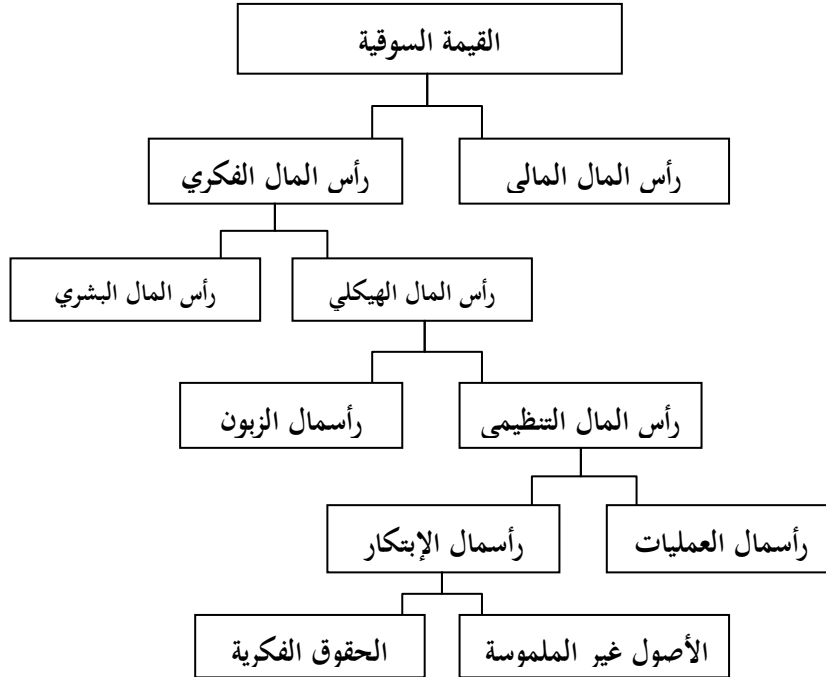 القيمة السوقية
رأس المال المالى
رأس المال الفكري
رأس المال الهيكلي
رأس المال البشري
رأس المال التنظيمى
رأسمال الزبون
رأسمال العمليات
رأسمال الإبتكار
الأصول غير الملموسة
الحقوق الفكرية